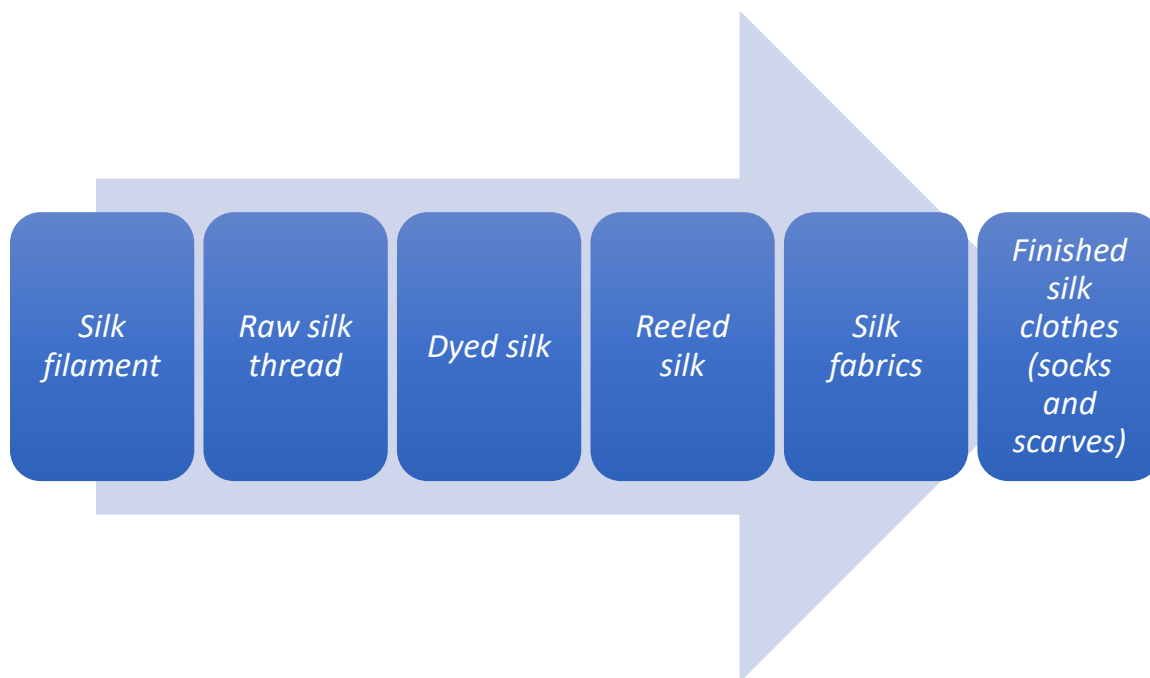 Silk
filament
Raw silk
thread
Dyed silk
Reeled
silk
Silk
fabrics
Finished
silk
clothes
(socks
and
scarves)